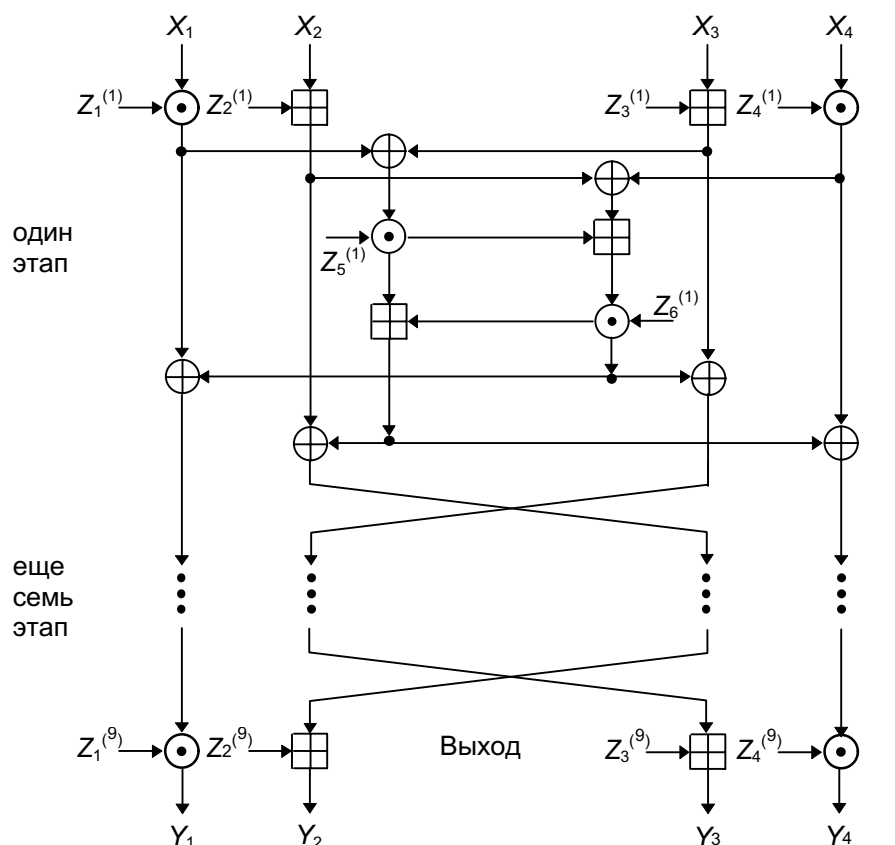 X₁ X₂ X₃ X₄
Z₁⁽¹⁾ Z₂⁽¹⁾ Z₃⁽¹⁾ Z₄⁽¹⁾
один
этап
Z₅⁽¹⁾
Z₆⁽¹⁾
еще
семь
этап
Z₁⁽⁹⁾ Z₂⁽⁹⁾ Выход Z₃⁽⁹⁾ Z₄⁽⁹⁾
Y₁ Y₂ Y₃ Y₄